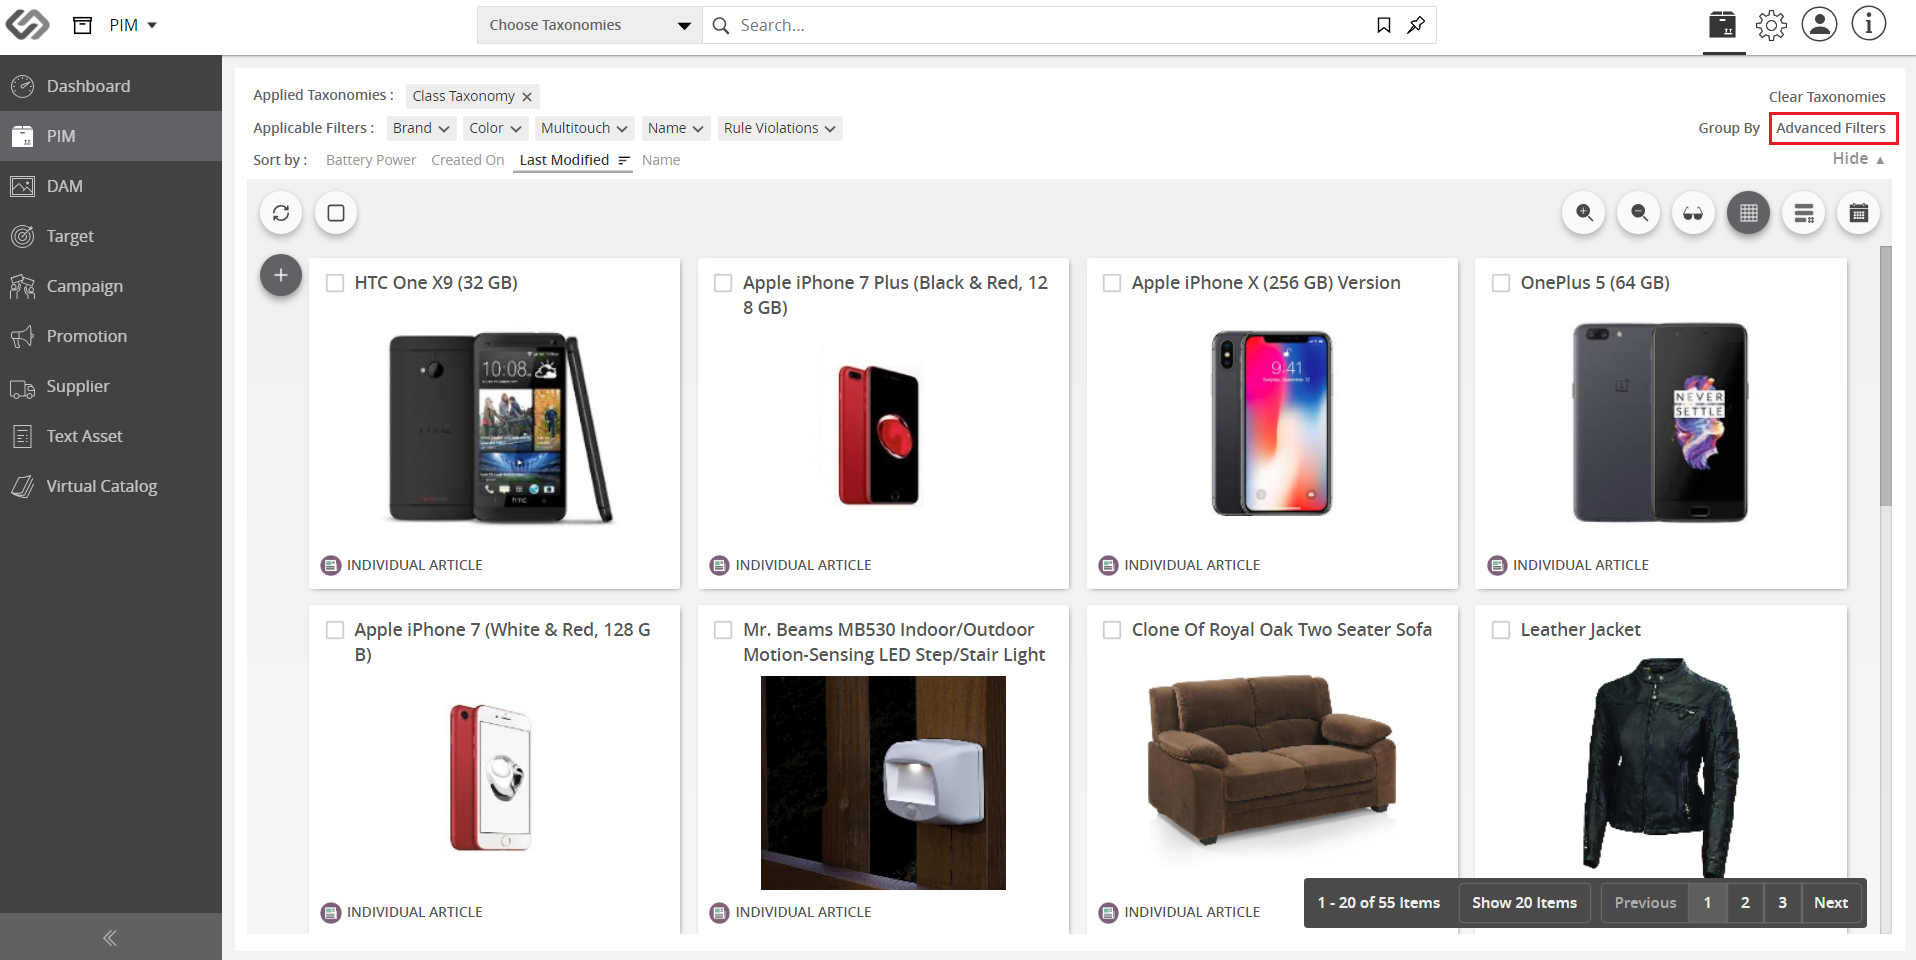 PIM
Choose Taxonomies
Search...
Dashboard
PIM
DAM
Target
Campaign
Promotion
Supplier
Text Asset
Virtual Catalog
Applied Taxonomies : Class Taxonomy
Clear Taxonomies
Applicable Filters : Brand Color Multitouch Name Rule Violations
Group By Advanced Filters
Sort by : Battery Power Created On Last Modified Name
Hide
HTC One X9 (32 GB)
10:08
hTC
INDIVIDUAL ARTICLE
Apple iPhone 7 Plus (Black & Red, 12
8 GB)
INDIVIDUAL ARTICLE
Apple iPhone X (256 GB) Version
9:41
INDIVIDUAL ARTICLE
OnePlus 5 (64 GB)
NEVER
SETTLE
INDIVIDUAL ARTICLE
Apple iPhone 7 (White & Red, 128 G
B)
INDIVIDUAL ARTICLE
Mr. Beams MB530 Indoor/Outdoor
Motion-Sensing LED Step/Stair Light
INDIVIDUAL ARTICLE
Clone Of Royal Oak Two Seater Sofa
INDIVIDUAL ARTICLE
Leather Jacket
1 - 20 of 55 Items Show 20 Items Previous 1 2 3 Next